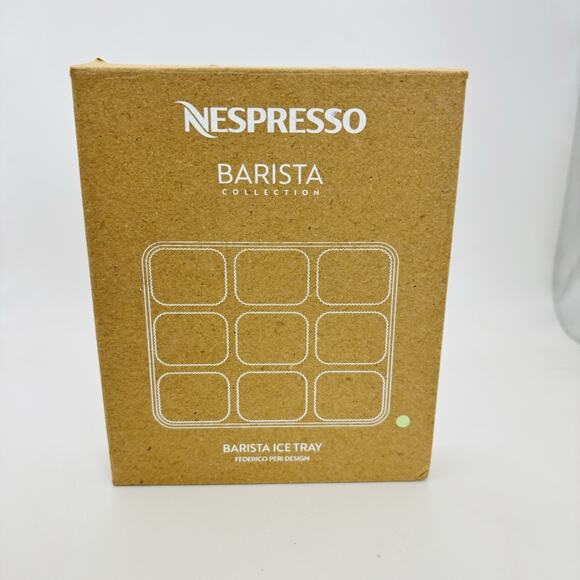 NESPRESSO
BARISTA
COLLECTION
BARISTA ICE TRAY
FEDERICO PERI DESIGN